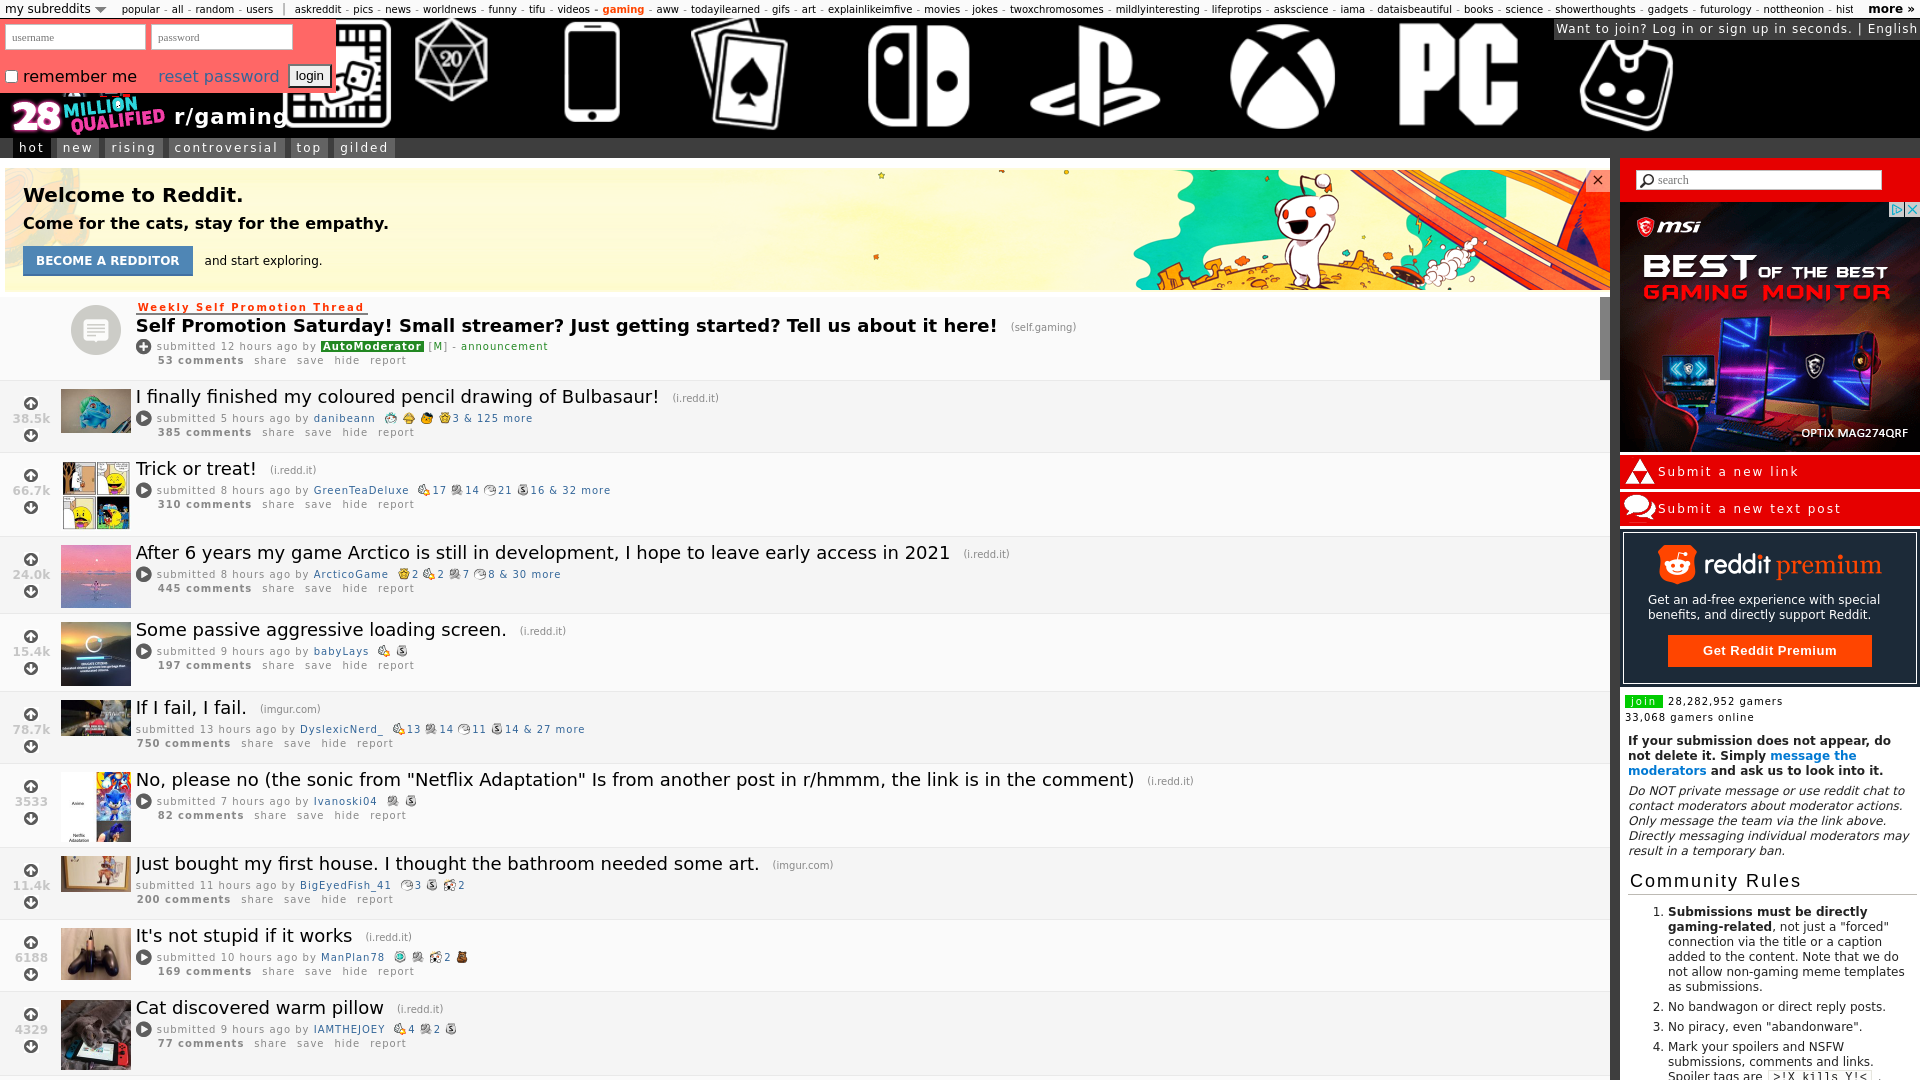 my subreddits
popular - all - random - users | askreddit - pics - news - worldnews - funny - tifu - videos - gaming - aww - todayilearned - gifs - art - explainlikeimfive - movies - jokes - twoxchromosomes - mildlyinteresting - lifeprotips - askscience - iama - dataisbeautiful - books - science - showerthoughts - gadgets - futurology - nottheonion - hist
more »
username
password
remember me
reset password
login
Want to join? Log in or sign up in seconds. | English
20
PC
28 MILLION QUALIFIED
r/gaming
hot
new
rising
controversial
top
gilded
Welcome to Reddit.
Come for the cats, stay for the empathy.
BECOME A REDDITOR
and start exploring.
Weekly Self Promotion Thread
Self Promotion Saturday! Small streamer? Just getting started? Tell us about it here! (self.gaming)
submitted 12 hours ago by AutoModerator [M] - announcement
53 comments share save hide report
38.5k
I finally finished my coloured pencil drawing of Bulbasaur! (i.redd.it)
submitted 5 hours ago by danibeann 3 & 125 more
385 comments share save hide report
66.7k
Trick or treat! (i.redd.it)
submitted 8 hours ago by GreenTeaDeluxe 17 14 21 16 & 32 more
310 comments share save hide report
24.0k
After 6 years my game Arctico is still in development, I hope to leave early access in 2021 (i.redd.it)
submitted 8 hours ago by ArcticoGame 2 2 7 8 & 30 more
445 comments share save hide report
15.4k
Some passive aggressive loading screen. (i.redd.it)
submitted 9 hours ago by babyLays
197 comments share save hide report
78.7k
If I fail, I fail. (imgur.com)
submitted 13 hours ago by DyslexicNerd_ 13 14 11 14 & 27 more
750 comments share save hide report
3533
Anime
Netflix Adaptation
No, please no (the sonic from "Netflix Adaptation" Is from another post in r/hmmm, the link is in the comment) (i.redd.it)
submitted 7 hours ago by Ivanoski04
82 comments share save hide report
11.4k
Just bought my first house. I thought the bathroom needed some art. (imgur.com)
submitted 11 hours ago by BigEyedFish_41 3 2
200 comments share save hide report
6188
It's not stupid if it works (i.redd.it)
submitted 10 hours ago by ManPlan78 2
169 comments share save hide report
4329
Cat discovered warm pillow (i.redd.it)
submitted 9 hours ago by IAMTHEJOEY 4 2
77 comments share save hide report
search
msi
BEST OF THE BEST
GAMING MONITOR
OPTIX MAG274QRF
Submit a new link
Submit a new text post
reddit premium
Get an ad-free experience with special
benefits, and directly support Reddit.
Get Reddit Premium
join 28,282,952 gamers
33,068 gamers online
If your submission does not appear, do
not delete it. Simply message the
moderators and ask us to look into it.
Do NOT private message or use reddit chat to
contact moderators about moderator actions.
Only message the team via the link above.
Directly messaging individual moderators may
result in a temporary ban.
Community Rules
1. Submissions must be directly
gaming-related, not just a "forced"
connection via the title or a caption
added to the content. Note that we do
not allow non-gaming meme templates
as submissions.
2. No bandwagon or direct reply posts.
3. No piracy, even "abandonware".
4. Mark your spoilers and NSFW
submissions, comments and links.
Spoiler tags are >!X kills Y!< .